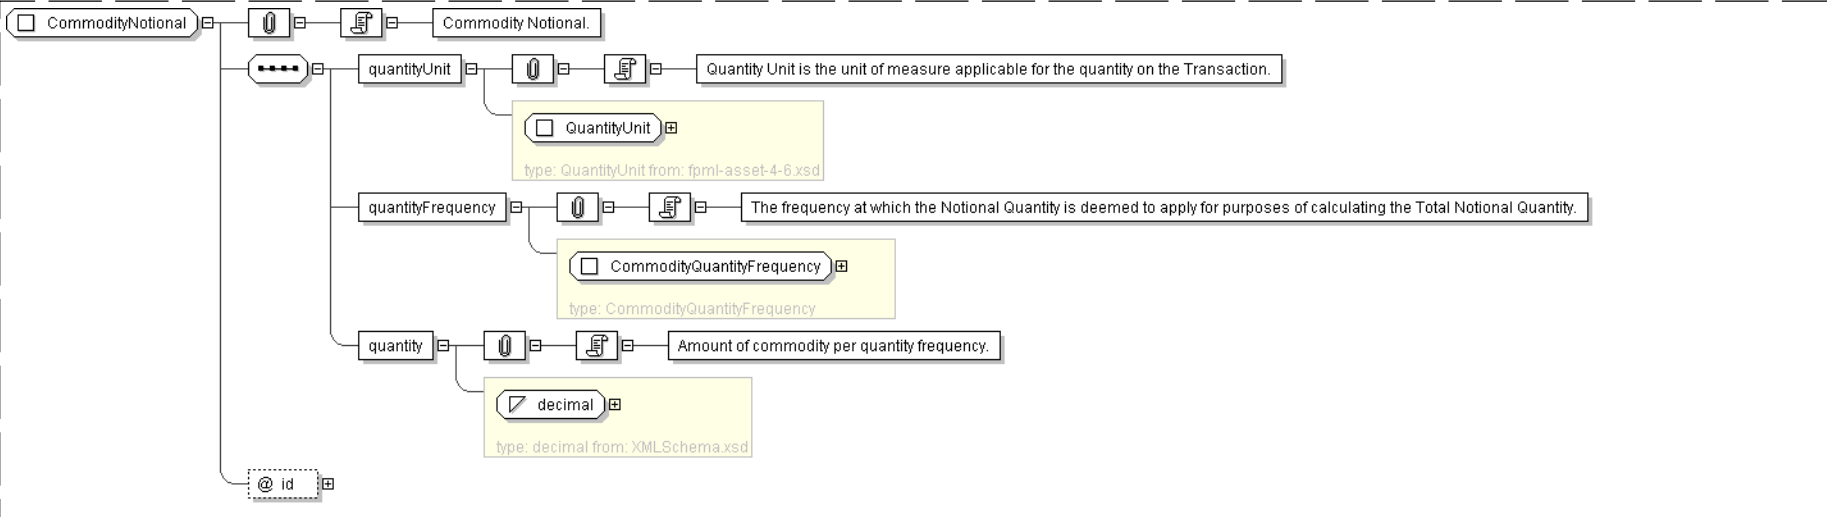 CommodityNotional
Commodity Notional.
quantityUnit
Quantity Unit is the unit of measure applicable for the quantity on the Transaction.
QuantityUnit
type: QuantityUnit from: fpml-asset-4-6.xsd
quantityFrequency
The frequency at which the Notional Quantity is deemed to apply for purposes of calculating the Total Notional Quantity.
CommodityQuantityFrequency
type: CommodityQuantityFrequency
quantity
Amount of commodity per quantity frequency.
decimal
type: decimal from: XMLSchema.xsd
@ id